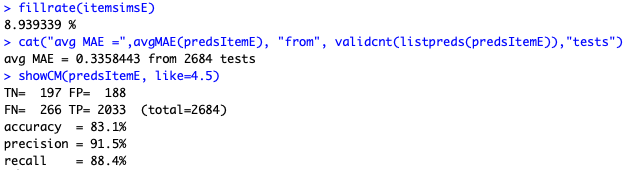 > fillrate(itemsimsE)
8.939339 %
> cat("avg MAE =",avgMAE(predsItemE), "from", validcnt(listpreds(predsItemE)),"tests")
avg MAE = 0.3358443 from 2684 tests
> showCM(predsItemE, like=4.5)
TN=  197 FP=  188
FN=  266 TP= 2033  (total=2684)
accuracy  = 83.1%
precision = 91.5%
recall    = 88.4%